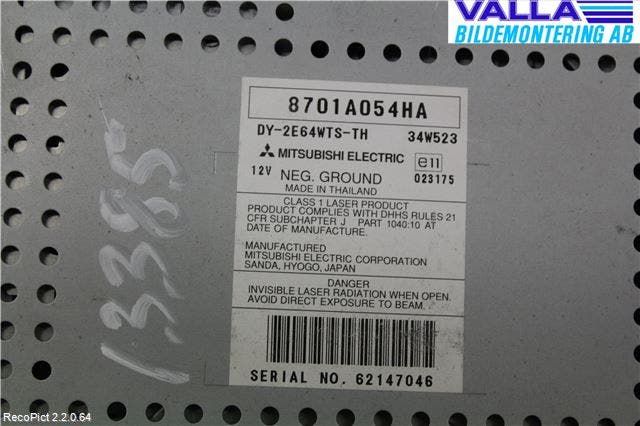 VALLA
BILDEMONTERING AB
8701A054HA
DY-2E64WTS-TH 34W523
MITSUBISHI ELECTRIC e11
12V NEG. GROUND 023175
MADE IN THAILAND
CLASS 1 LASER PRODUCT
PRODUCT COMPLIES WITH DHHS RULES 21
CFR SUBCHAPTER J PART 1040:10 AT
DATE OF MANUFACTURE.
MANUFACTURED
MITSUBISHI ELECTRIC CORPORATION
SANDA, HYOGO, JAPAN
DANGER
INVISIBLE LASER RADIATION WHEN OPEN.
AVOID DIRECT EXPOSURE TO BEAM.
SERIAL NO. 62147046
13385
RecoPict 2.2.0.64